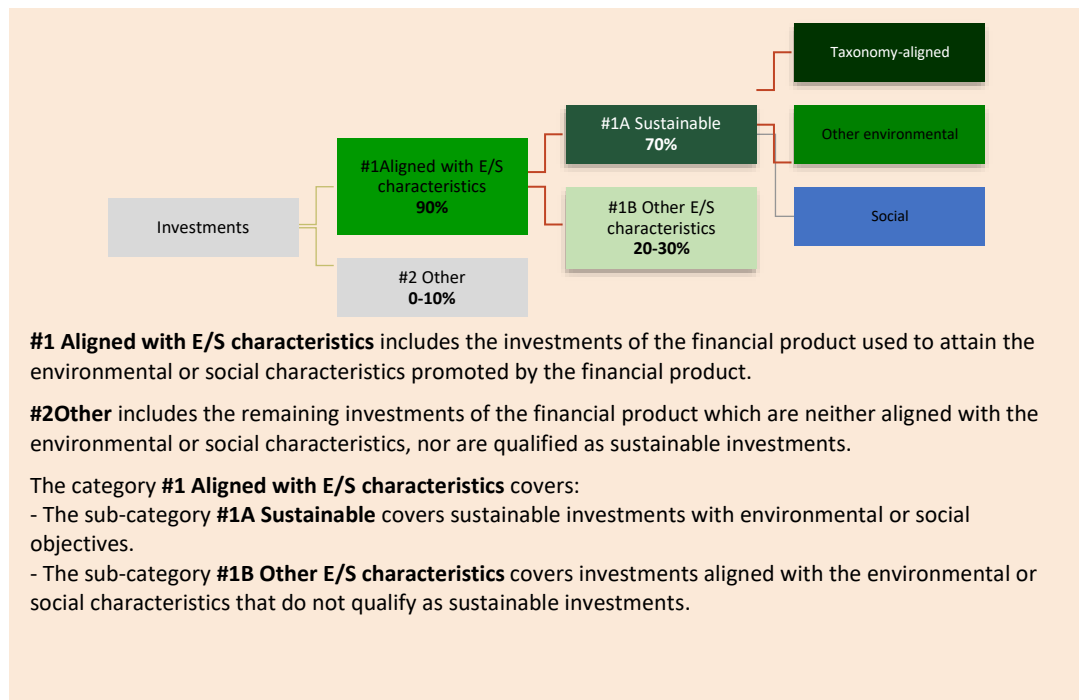 Investments
#1Aligned with E/S
characteristics
90%
#2 Other
0-10%
#1A Sustainable
70%
#1B Other E/S
characteristics
20-30%
Taxonomy-aligned
Other environmental
Social
#1 Aligned with E/S characteristics includes the investments of the financial product used to attain the
environmental or social characteristics promoted by the financial product.
#2Other includes the remaining investments of the financial product which are neither aligned with the
environmental or social characteristics, nor are qualified as sustainable investments.
The category #1 Aligned with E/S characteristics covers:
- The sub-category #1A Sustainable covers sustainable investments with environmental or social
objectives.
- The sub-category #1B Other E/S characteristics covers investments aligned with the environmental or
social characteristics that do not qualify as sustainable investments.